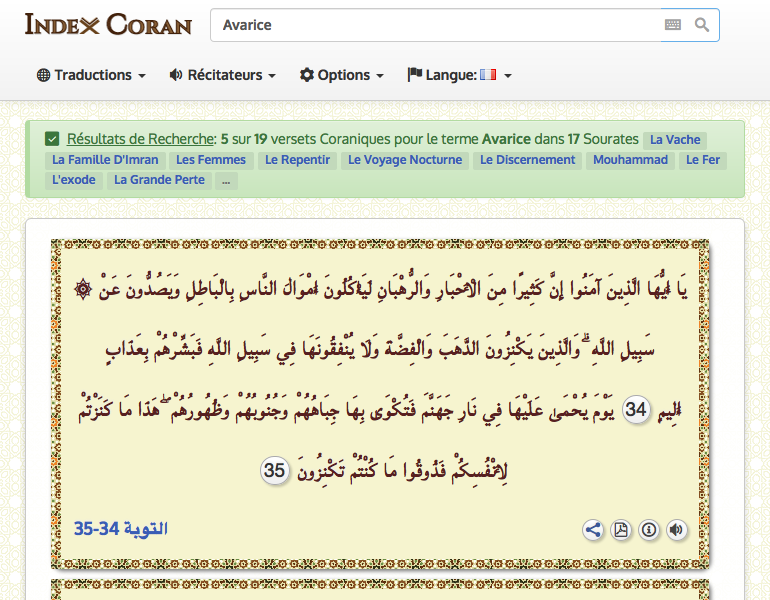 INDEX CORAN
Avarice
Traductions
Récitateurs
Options
Langue:
Résultats de Recherche: 5 sur 19 versets Coraniques pour le terme Avarice dans 17 Sourates La Vache
La Famille D'Imran Les Femmes Le Repentir Le Voyage Nocturne Le Discernement Mouhammad Le Fer
L'exode La Grande Perte ...
يَا أَيُّهَا الَّذِينَ آمَنُوا إِنَّ كَثِيرًا مِنَ الْأَحْبَارِ وَالرُّهْبَانِ لَيَأْكُلُونَ أَمْوَالَ النَّاسِ بِالْبَاطِلِ وَيَصُدُّونَ عَنْ ۞
سَبِيلِ اللَّهِ ۗ وَالَّذِينَ يَكْنِزُونَ الذَّهَبَ وَالْفِضَّةَ وَلَا يُنْفِقُونَهَا فِي سَبِيلِ اللَّهِ فَبَشِّرْهُمْ بِعَذَابٍ
أَلِيمٍ 34 يَوْمَ يُحْمَىٰ عَلَيْهَا فِي نَارِ جَهَنَّمَ فَتُكْوَىٰ بِهَا جِبَاهُهُمْ وَجُنُوبُهُمْ وَظُهُورُهُمْ ۖ هَٰذَا مَا كَنَزْتُمْ
لِأَنْفُسِكُمْ فَذُوقُوا مَا كُنْتُمْ تَكْنِزُونَ 35
التوبة 34-35